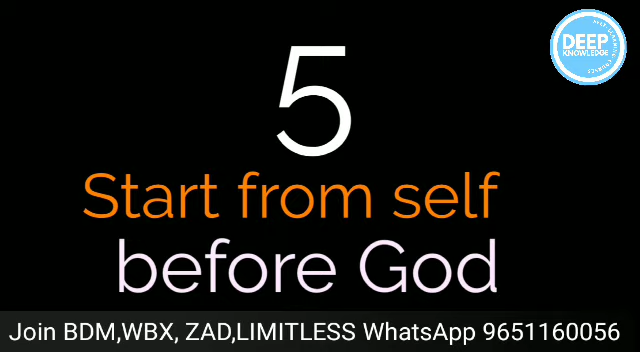 DEEP
KNOWLEDGE
5
Start from self
before God
Join BDM,WBX, ZAD,LIMITLESS WhatsApp 9651160056